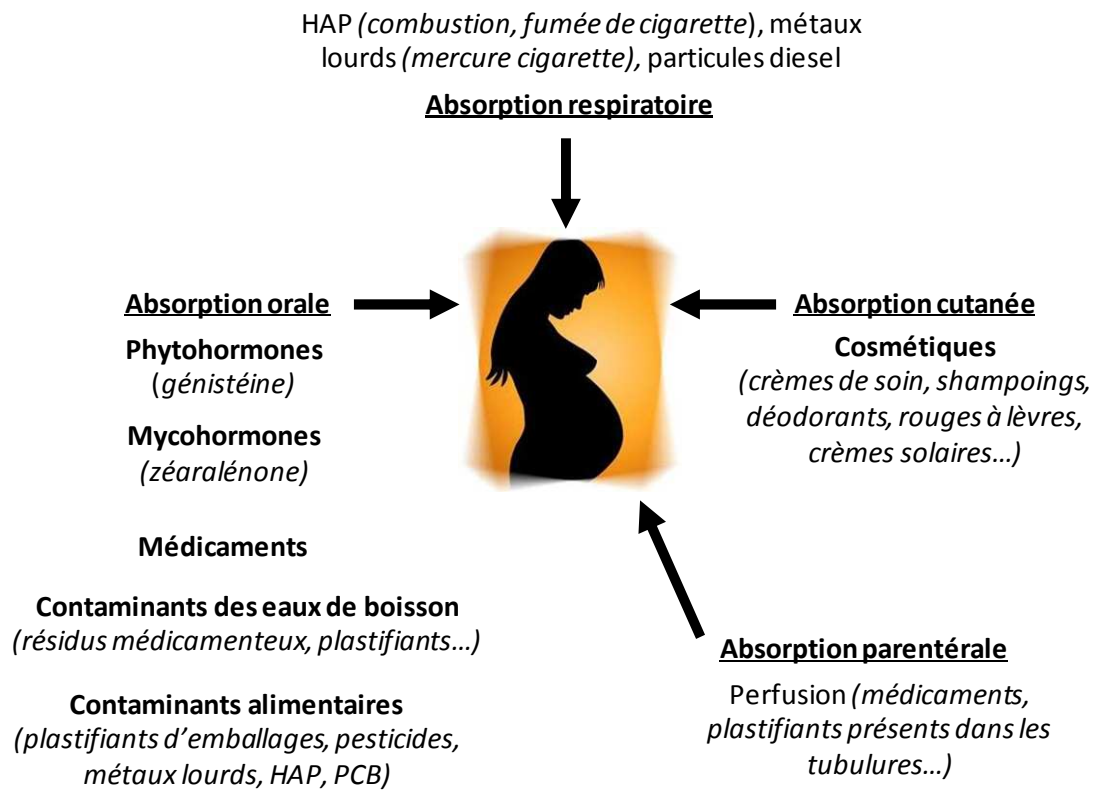 HAP (combustion, fumée de cigarette), métaux
lourds (mercure cigarette), particules diesel
Absorption respiratoire
Absorption orale
Phytohormones
(génistéine)
Mycohormones
(zéaralénone)
Médicaments
Contaminants des eaux de boisson
(résidus médicamenteux, plastifiants...)
Contaminants alimentaires
(plastifiants d’emballages, pesticides,
métaux lourds, HAP, PCB)
Absorption cutanée
Cosmétiques
(crèmes de soin, shampoings,
déodorants, rouges à lèvres,
crèmes solaires...)
Absorption parentérale
Perfusion (médicaments,
plastifiants présents dans les
tubulures...)